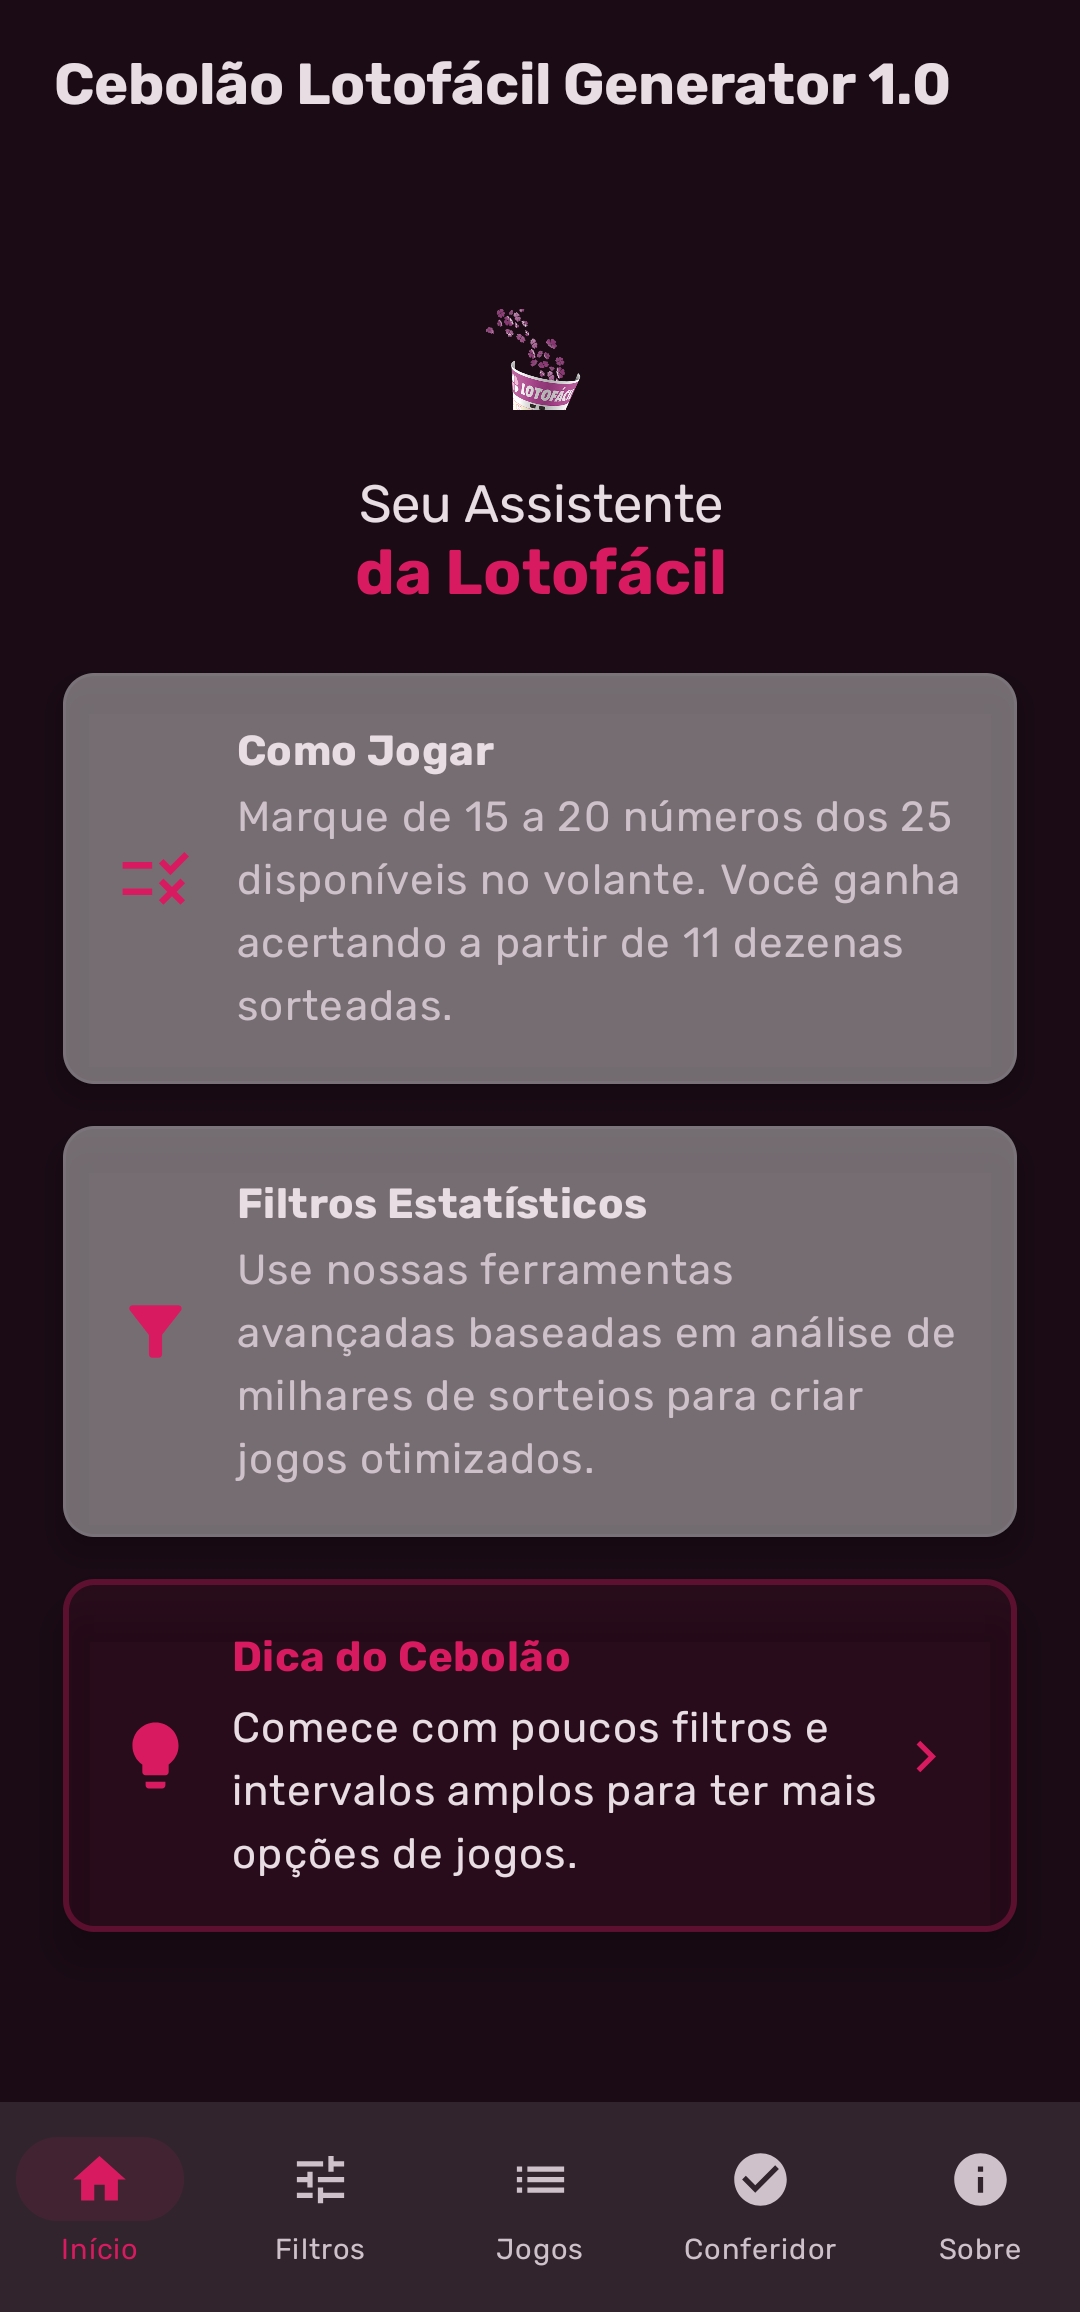 Cebolão Lotofácil Generator 1.0
LOTOFÁCI
Seu Assistente
da Lotofácil
Como Jogar
Marque de 15 a 20 números dos 25
disponíveis no volante. Você ganha
acertando a partir de 11 dezenas
sorteadas.
Filtros Estatísticos
Use nossas ferramentas
avançadas baseadas em análise de
milhares de sorteios para criar
jogos otimizados.
Dica do Cebolão
Comece com poucos filtros e
intervalos amplos para ter mais
opções de jogos.
Início
Filtros
Jogos
Conferidor
Sobre